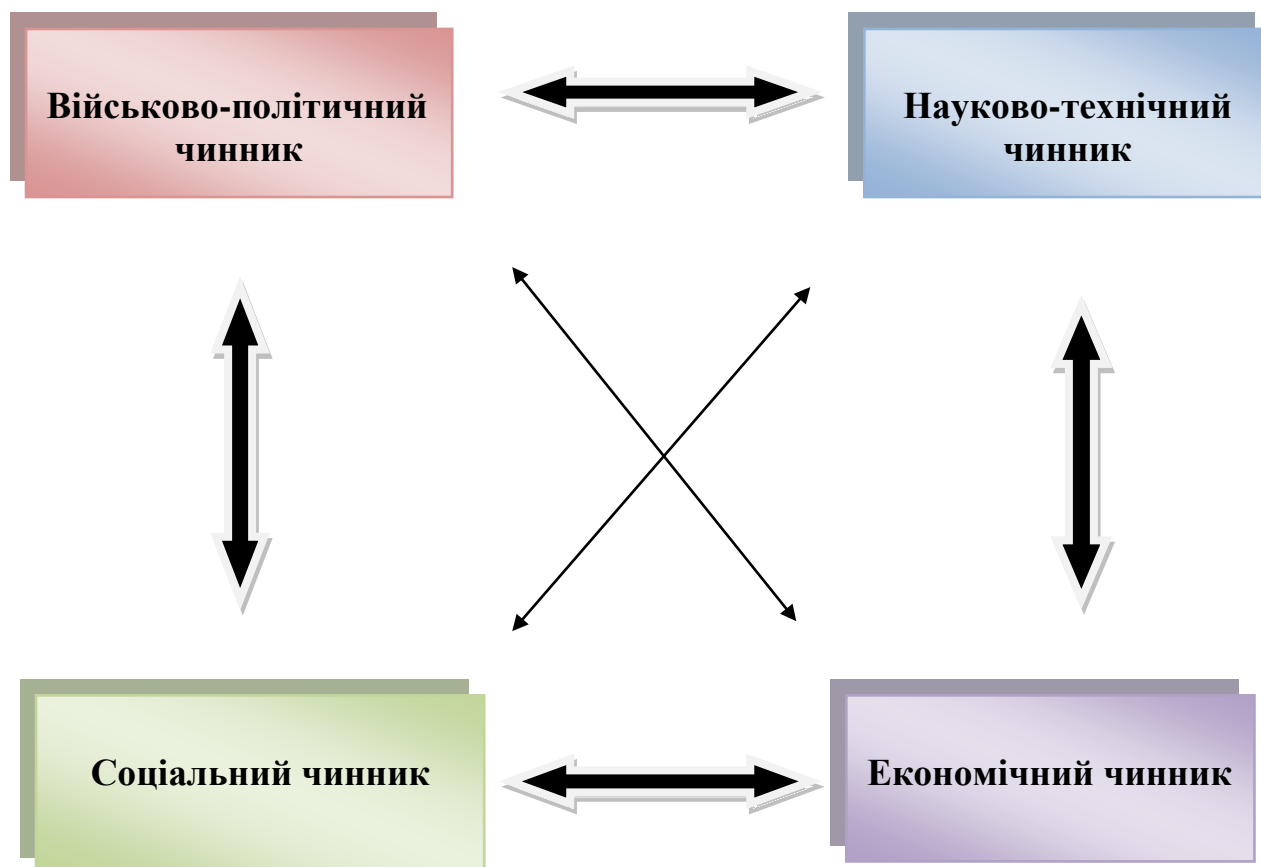 Військово-політичний
чинник
Науково-технічний
чинник
Соціальний чинник
Економічний чинник